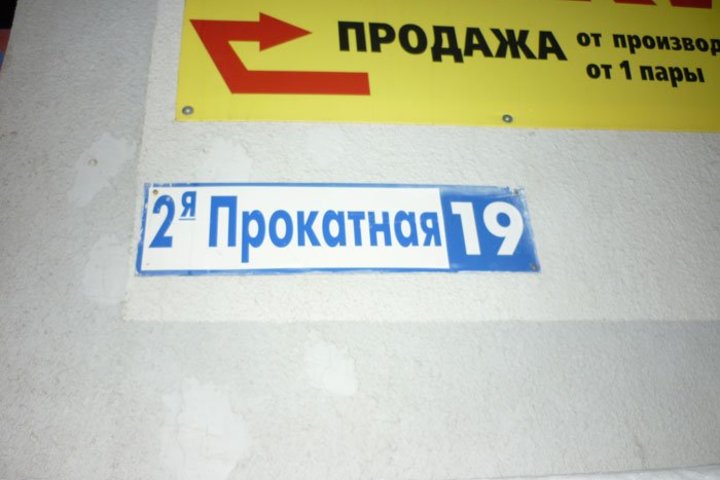 ПРОДАЖА от
от 1 пары
2я Прокатная 19